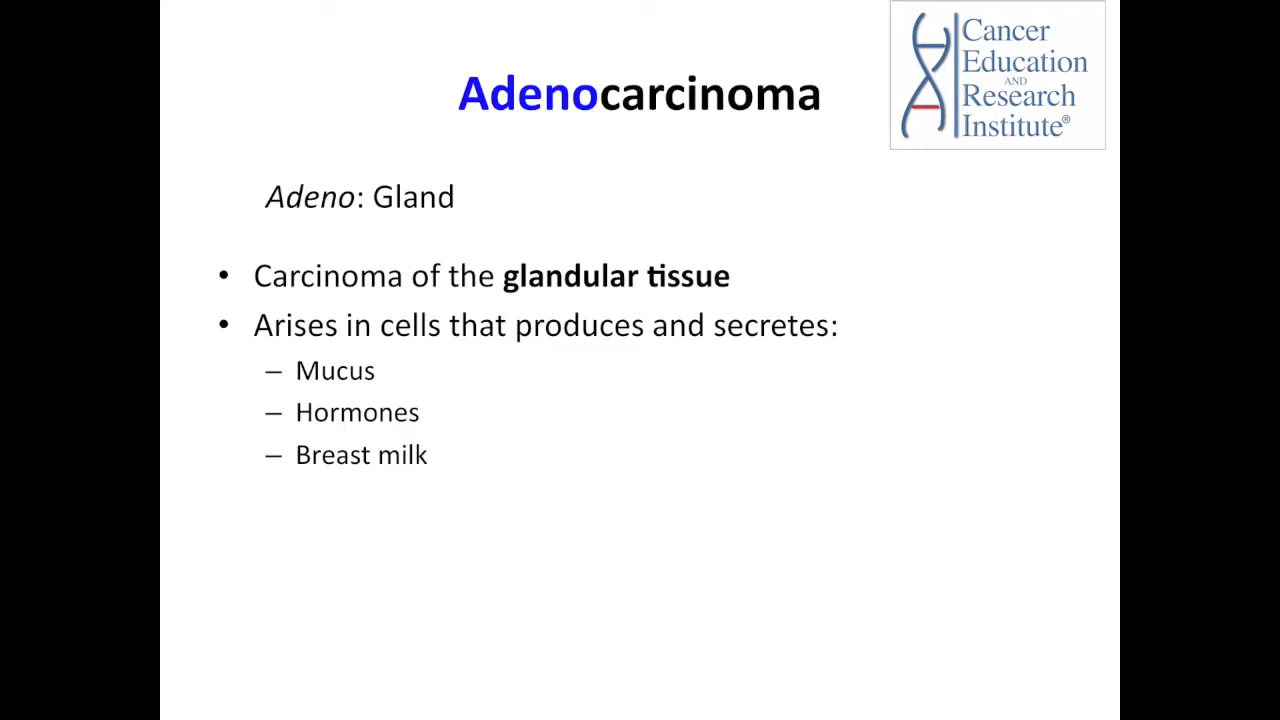 Cancer
Education
AND
Research
Institute®
Adenocarcinoma
Adeno: Gland
• Carcinoma of the glandular tissue
• Arises in cells that produces and secretes:
– Mucus
– Hormones
– Breast milk